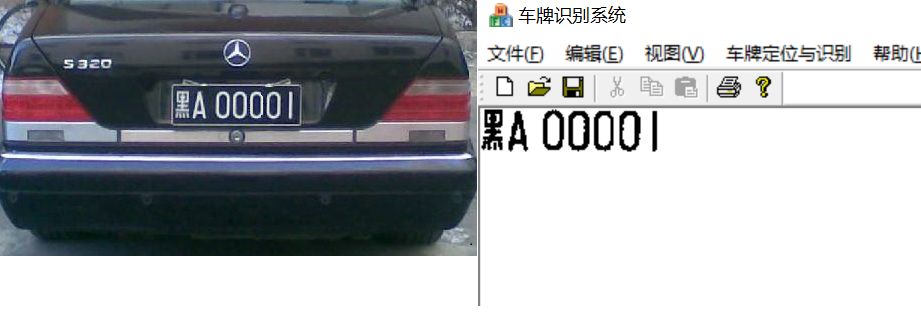 S320
黑A 00001
车牌识别系统
文件(F) 编辑(E) 视图(V) 车牌定位与识别 帮助(H
黑A 00001